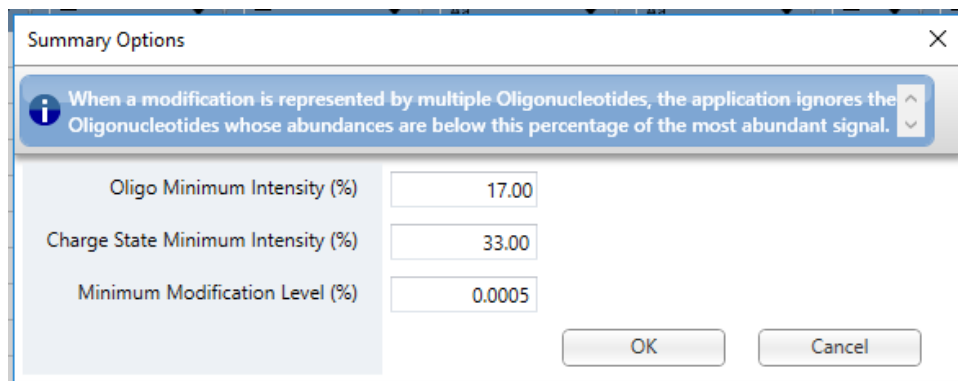 Summary Options
When a modification is represented by multiple Oligonucleotides, the application ignores the
Oligonucleotides whose abundances are below this percentage of the most abundant signal.
Oligo Minimum Intensity (%) 17.00
Charge State Minimum Intensity (%) 33.00
Minimum Modification Level (%) 0.0005
OK Cancel